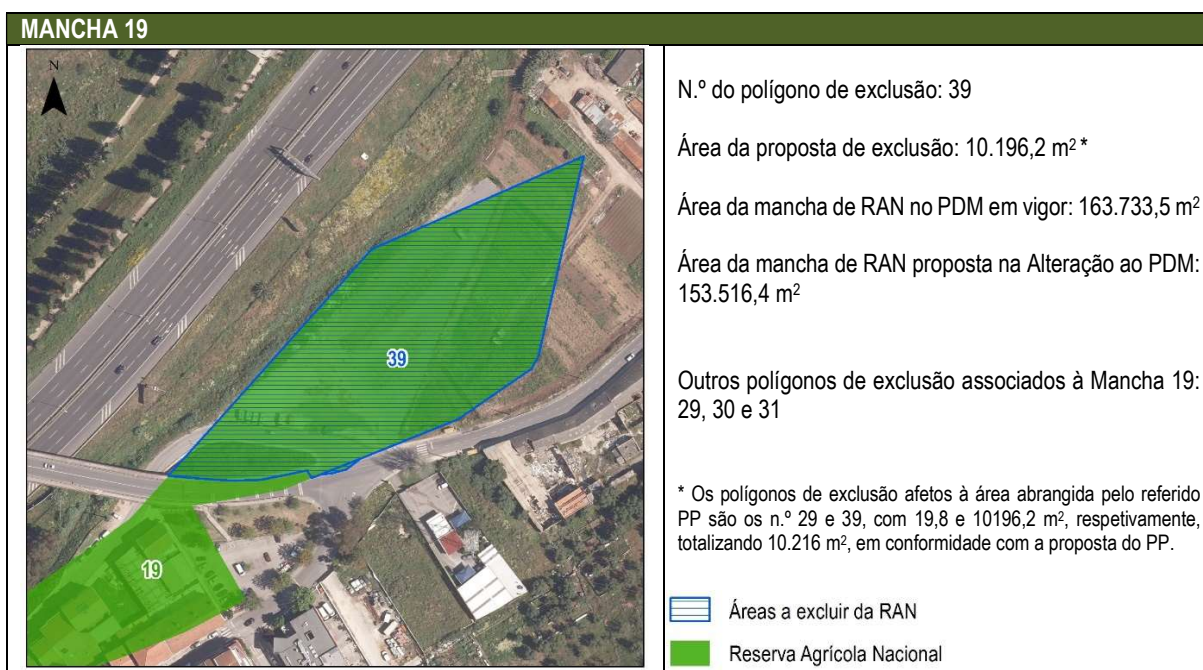 MANCHA 19
N
39
19
N.º do polígono de exclusão: 39
Área da proposta de exclusão: 10.196,2 m² *
Área da mancha de RAN no PDM em vigor: 163.733,5 m²
Área da mancha de RAN proposta na Alteração ao PDM:
153.516,4 m²
Outros polígonos de exclusão associados à Mancha 19:
29, 30 e 31
* Os polígonos de exclusão afetos à área abrangida pelo referido
PP são os n.º 29 e 39, com 19,8 e 10196,2 m², respetivamente,
totalizando 10.216 m², em conformidade com a proposta do PP.
Áreas a excluir da RAN
Reserva Agrícola Nacional